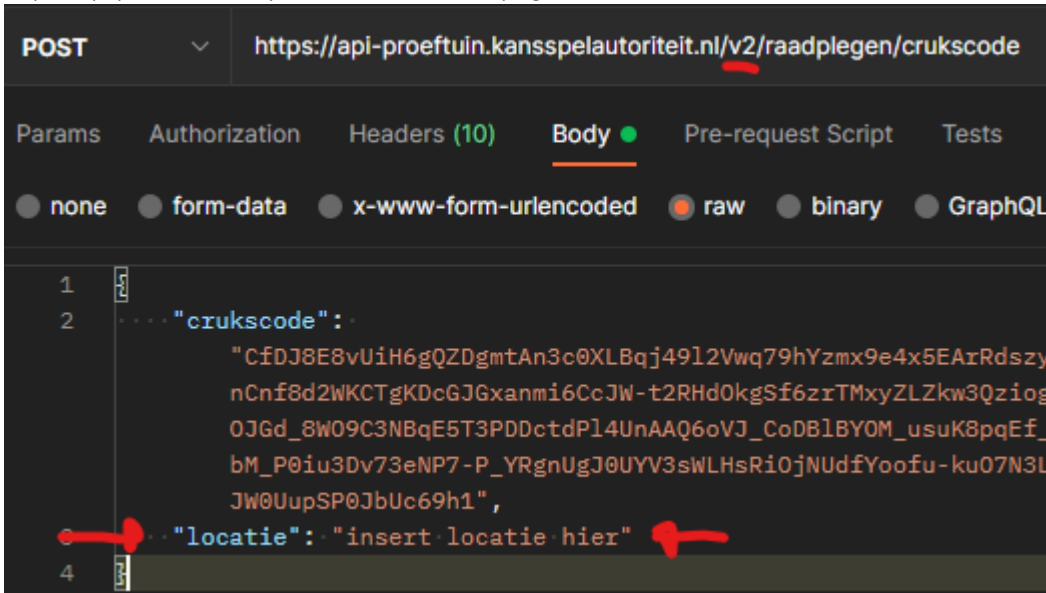 POST https://api-proeftuin.kansspelautoriteit.nl/v2/raadplegen/crukscode
Params Authorization Headers (10) Body Pre-request Script Tests
none form-data x-www-form-urlencoded raw binary GraphQL
1 {
2 "crukscode":
"CfDJ8E8vUiH6gQZDgmtAn3c0XLBqj49l2Vwq79hYzmx9e4x5EArRdszy
nCnf8d2WKCTgKDcGJGxanmi6CcJW-t2RHdOkgSf6zrTMxyZLZkw3Qziog
OJGd_8WO9C3NBqE5T3PDDctdPl4UnAAQ6oVJ_CoDBlBYOM_usuK8pqEf_
bM_P0iu3Dv73eNP7-P_YRgnUgJ0UYV3sWLHsRiOjNUdfYoofu-kuO7N3L
JW0UupSP0JbUc69h1",
3 "locatie": "insert locatie hier"
4 }